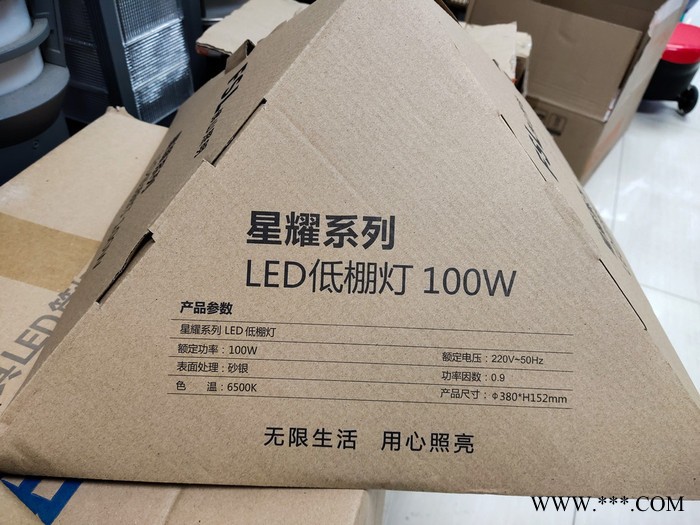 星耀系列
LED低棚灯 100W
产品参数
星耀系列 LED 低棚灯
额定功率：100W
额定电压：220V~50Hz
表面处理：砂银
功率因数：0.9
色 温：6500K
产品尺寸：Φ380*H152mm
无限生活 用心照亮
LED
WWW.***.COM